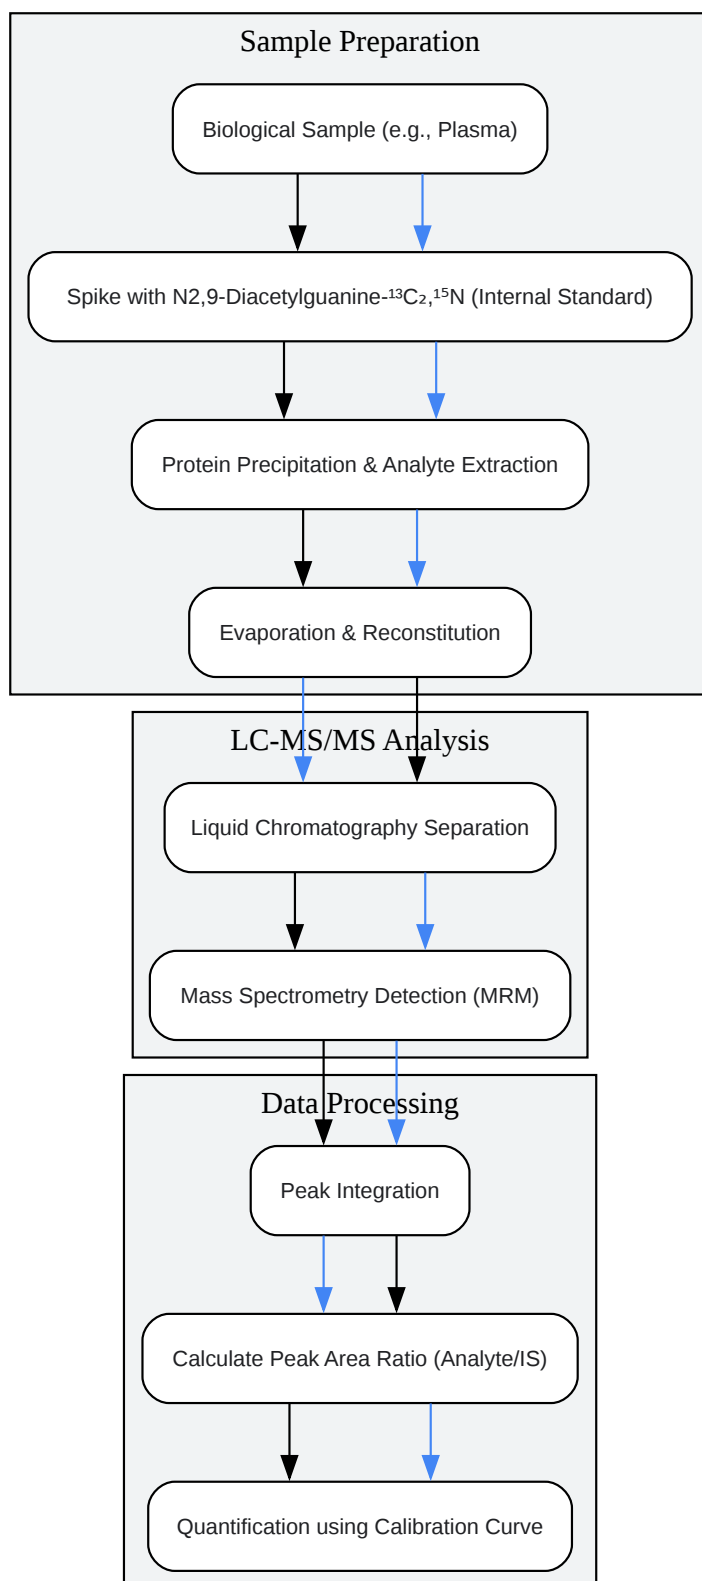 Sample Preparation
Biological Sample (e.g., Plasma)
Spike with N2,9-Diacetylguanine-¹³C₂,¹⁵N (Internal Standard)
Protein Precipitation & Analyte Extraction
Evaporation & Reconstitution
LC-MS/MS Analysis
Liquid Chromatography Separation
Mass Spectrometry Detection (MRM)
Data Processing
Peak Integration
Calculate Peak Area Ratio (Analyte/IS)
Quantification using Calibration Curve